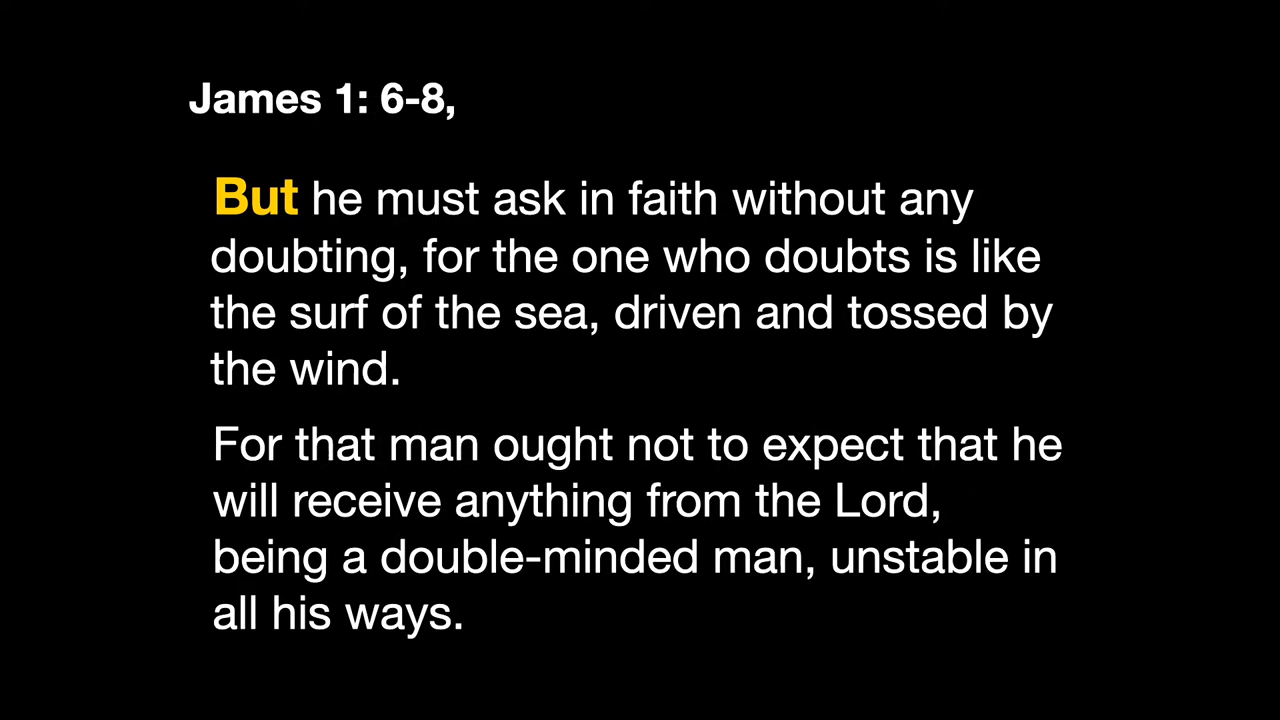 James 1: 6-8,
But he must ask in faith without any
doubting, for the one who doubts is like
the surf of the sea, driven and tossed by
the wind.
For that man ought not to expect that he
will receive anything from the Lord,
being a double-minded man, unstable in
all his ways.